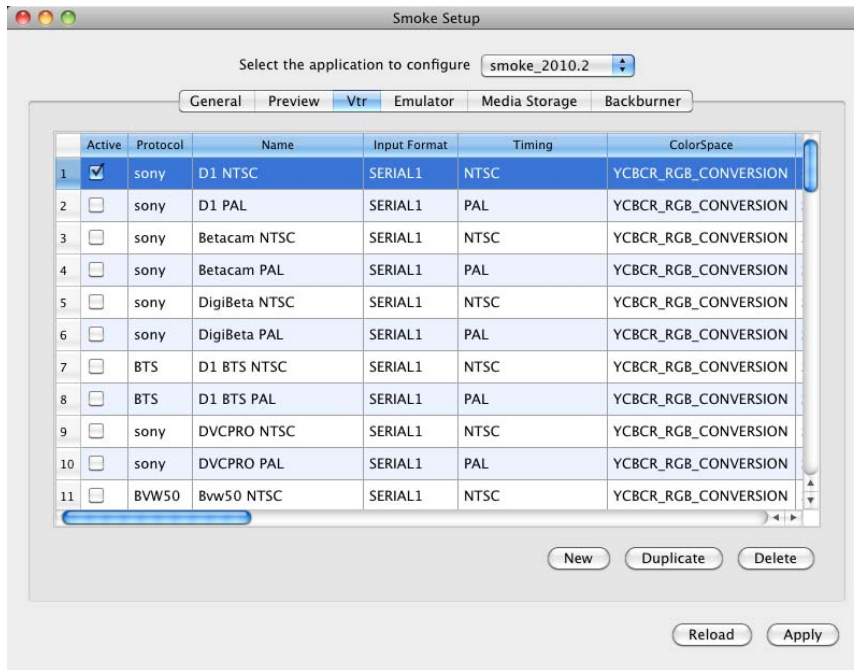 Smoke Setup
Select the application to configure smoke_2010.2
General Preview Vtr Emulator Media Storage Backburner
Active Protocol Name Input Format Timing ColorSpace
1 sony D1 NTSC SERIAL1 NTSC YCBCR_RGB_CONVERSION
2 sony D1 PAL SERIAL1 PAL YCBCR_RGB_CONVERSION
3 sony Betacam NTSC SERIAL1 NTSC YCBCR_RGB_CONVERSION
4 sony Betacam PAL SERIAL1 PAL YCBCR_RGB_CONVERSION
5 sony DigiBeta NTSC SERIAL1 NTSC YCBCR_RGB_CONVERSION
6 sony DigiBeta PAL SERIAL1 PAL YCBCR_RGB_CONVERSION
7 BTS D1 BTS NTSC SERIAL1 NTSC YCBCR_RGB_CONVERSION
8 BTS D1 BTS PAL SERIAL1 PAL YCBCR_RGB_CONVERSION
9 sony DVCPRO NTSC SERIAL1 NTSC YCBCR_RGB_CONVERSION
10 sony DVCPRO PAL SERIAL1 PAL YCBCR_RGB_CONVERSION
11 BVW50 Bvw50 NTSC SERIAL1 NTSC YCBCR_RGB_CONVERSION
New Duplicate Delete
Reload Apply